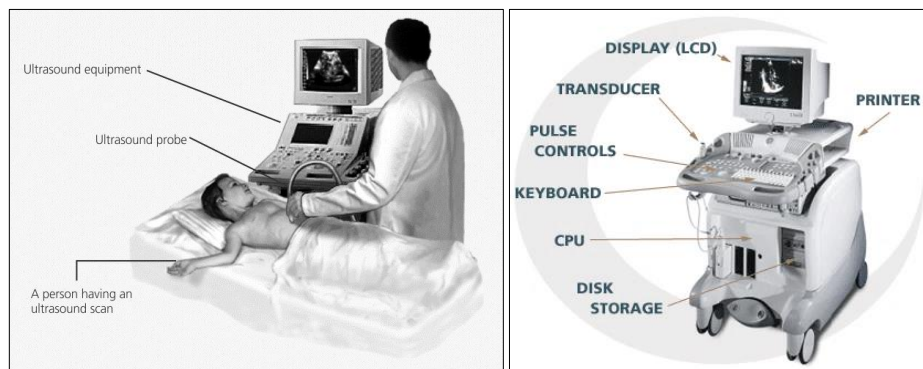 Ultrasound equipment
Ultrasound probe
A person having an
ultrasound scan
DISPLAY (LCD)
TRANSDUCER
PRINTER
PULSE
CONTROLS
KEYBOARD
CPU
DISK
STORAGE